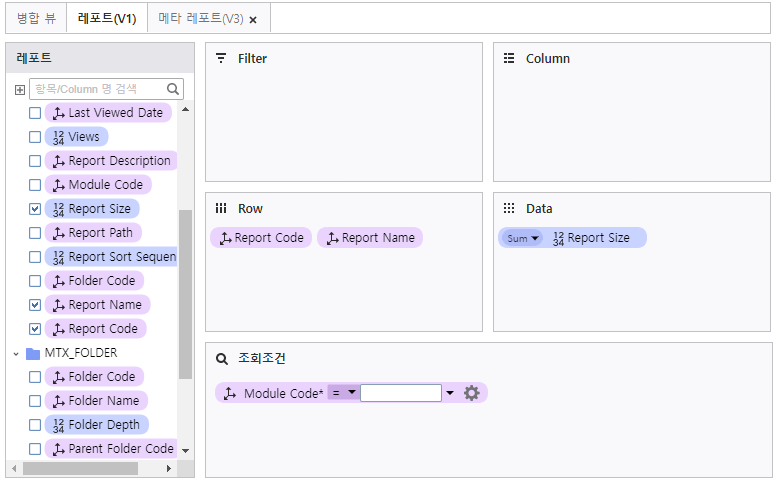 병합 뷰
레포트(V1)
메타 레포트(V3) ×
레포트
항목/Column 명 검색
Last Viewed Date
12 34 Views
Report Description
Module Code
12 34 Report Size
Report Path
12 34 Report Sort Sequen
Folder Code
Report Name
Report Code
MTX_FOLDER
Folder Code
Folder Name
12 34 Folder Depth
Parent Folder Code
Filter
Column
Row
Report Code Report Name
Data
Sum 12 34 Report Size
조회조건
Module Code* =